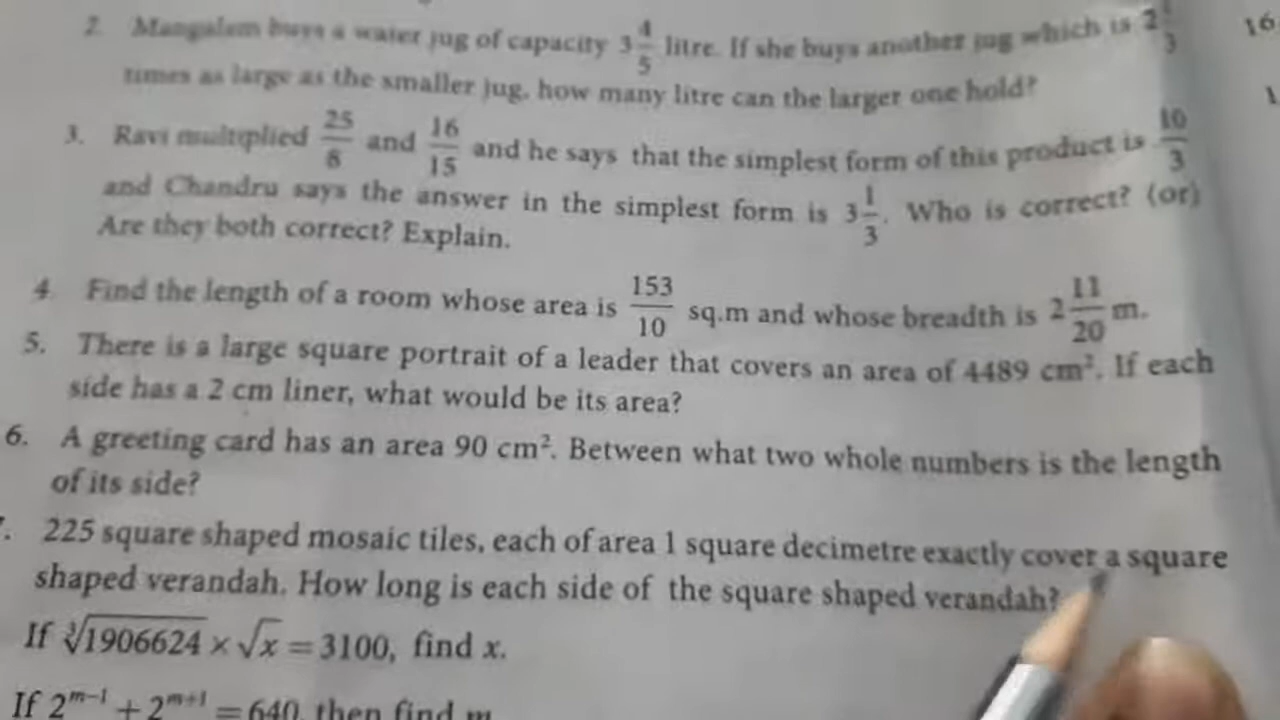 2. Mangalam buys a water jug of capacity 3 4/5 litre. If she buys another jug which is 2
times as large as the smaller jug, how many litre can the larger one hold?
3. Ravi multiplied 25/8 and 16/15 and he says that the simplest form of this product is 10/3
and Chandru says the answer in the simplest form is 3 1/3. Who is correct? (or)
Are they both correct? Explain.
4. Find the length of a room whose area is 153/10 sq.m and whose breadth is 2 11/20 m.
5. There is a large square portrait of a leader that covers an area of 4489 cm². If each
side has a 2 cm liner, what would be its area?
6. A greeting card has an area 90 cm². Between what two whole numbers is the length
of its side?
. 225 square shaped mosaic tiles, each of area 1 square decimetre exactly cover a square
shaped verandah. How long is each side of the square shaped verandah?
If ∛1906624 × √x = 3100, find x.
If 2^(m−1) + 2^(m+1) = 640, then find m.
16